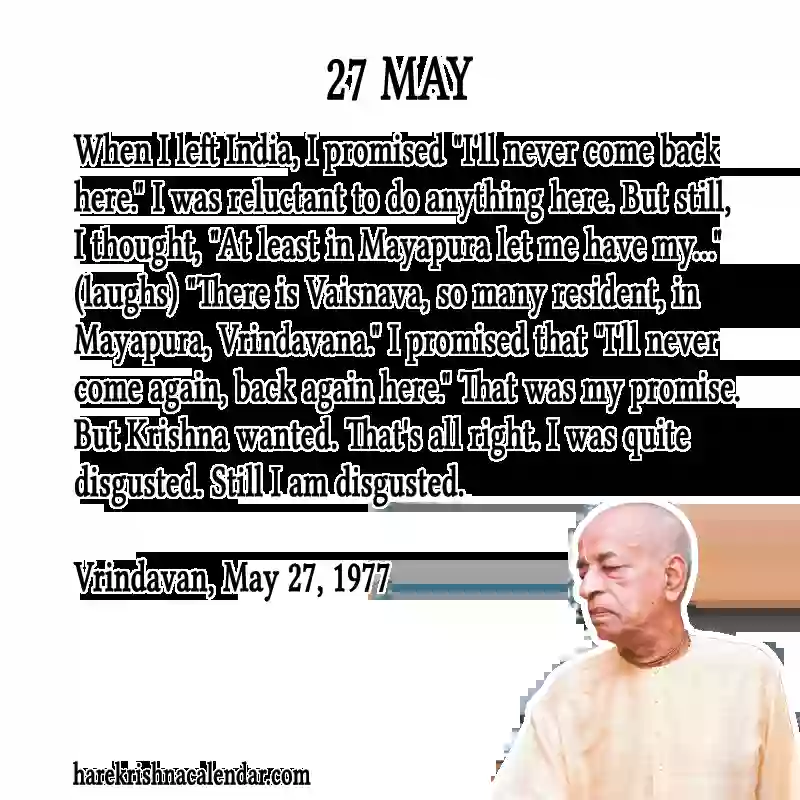 27 MAY
When I left India, I promised "I'll never come back
here." I was reluctant to do anything here. But still,
I thought, "At least in Mayapura let me have my..."
(laughs) "There is Vaisnava, so many resident, in
Mayapura, Vrindavana." I promised that "I'll never
come again, back again here." That was my promise.
But Krishna wanted. That's all right. I was quite
disgusted. Still I am disgusted.
Vrindavan, May 27, 1977
harekrishnacalendar.com